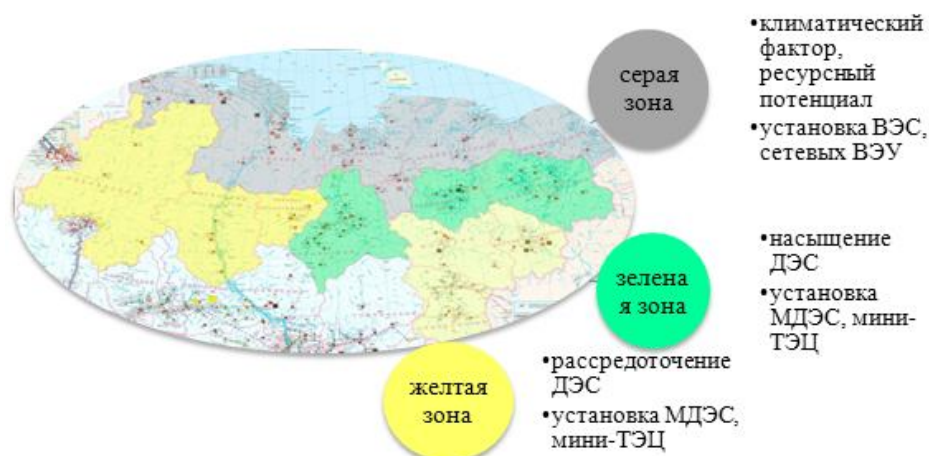 серая
зона
•климатический
фактор,
ресурсный
потенциал
•установка ВЭС,
сетевых ВЭУ
зелена
я зона
•насыщение
ДЭС
•установка
МДЭС, мини-
ТЭЦ
желтая
зона
•рассредоточение
ДЭС
•установка МДЭС,
мини-ТЭЦ